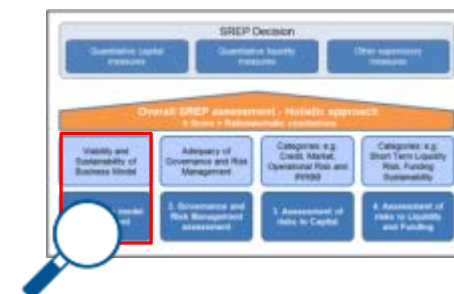 SREP Decision
Quantitative capital
measures
Quantitative liquidity
measures
Other supervisory
measures
Overall SREP assessment - Holistic approach
Viability and
Sustainability of
Business Model
Adequacy of
Governance and Risk
Management
Categories: e.g.
Credit, Market,
Operational Risk and
IRRBB
Categories: e.g.
Short Term Liquidity
Risk, Funding
Sustainability
model
2. Governance and
Risk Management
assessment
3. Assessment of
risks to Capital
4. Assessment of
risks to Liquidity
and Funding